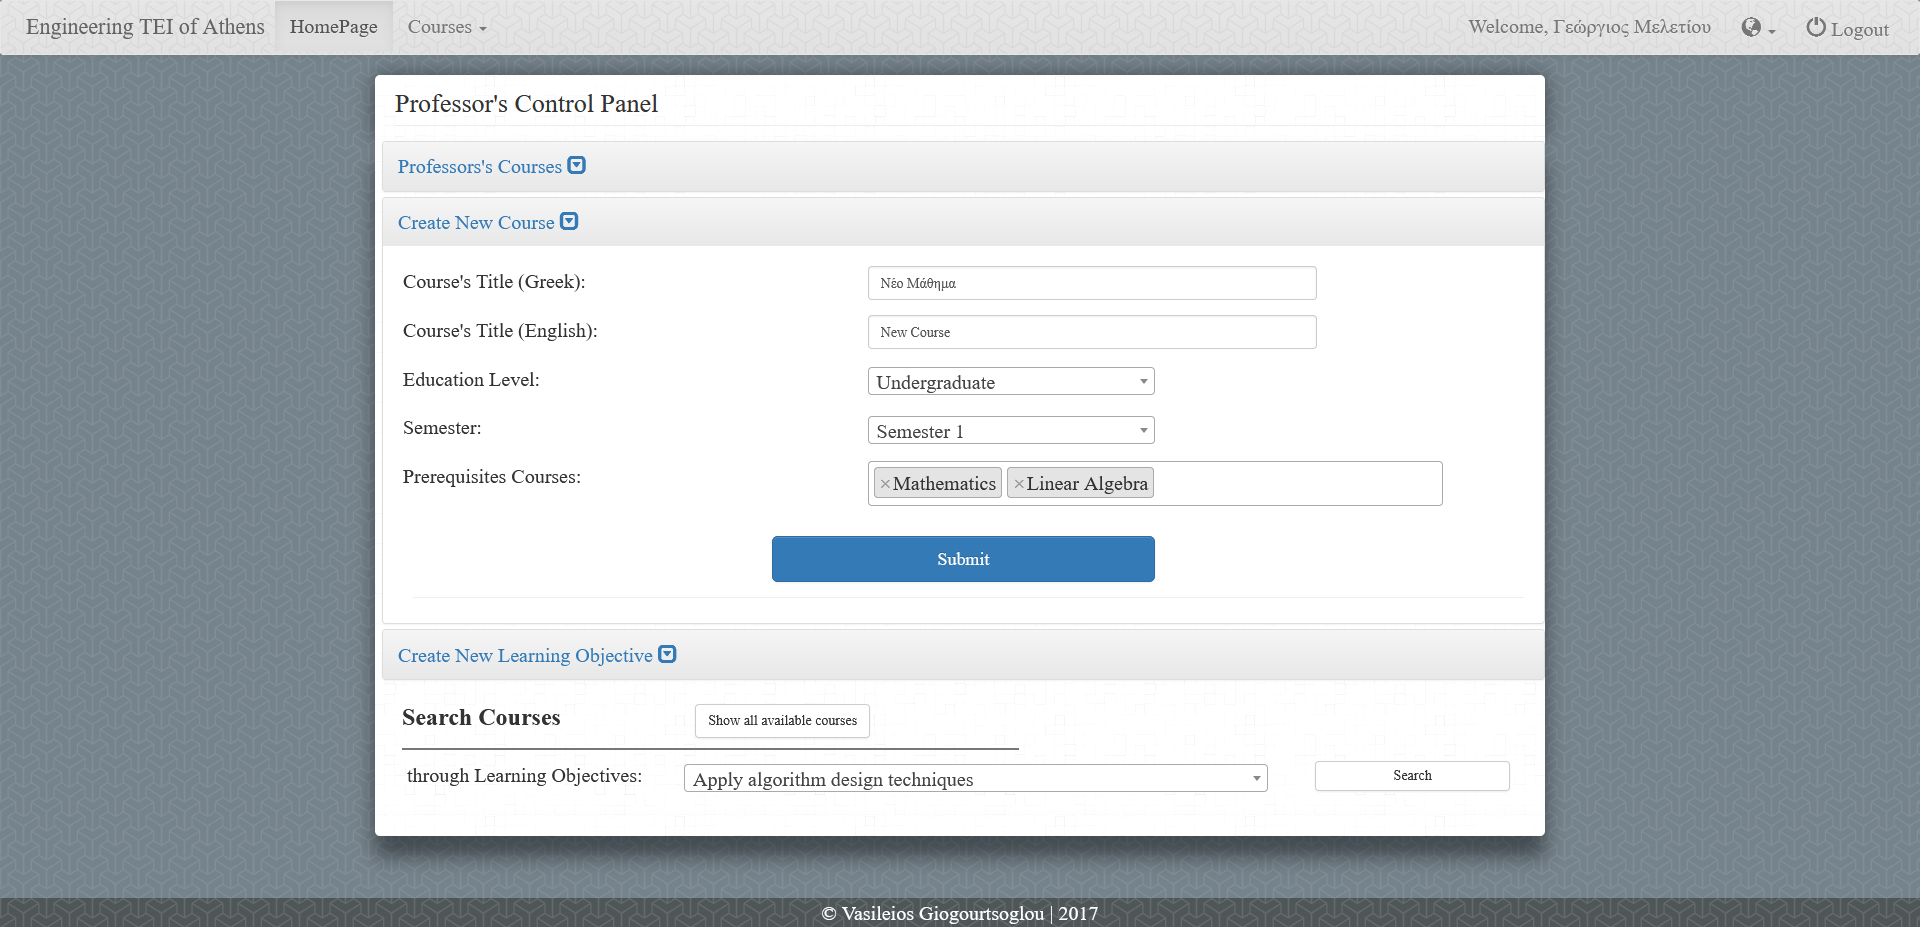 Engineering TEI of Athens HomePage Courses Welcome, Γεώργιος Μελετίου Logout
Professor's Control Panel
Professors's Courses
Create New Course
Course's Title (Greek): Νέο Μάθημα
Course's Title (English): New Course
Education Level: Undergraduate
Semester: Semester 1
Prerequisites Courses: ×Mathematics ×Linear Algebra
Submit
Create New Learning Objective
Search Courses Show all available courses
through Learning Objectives: Apply algorithm design techniques Search
© Vasileios Giogourtsoglou | 2017